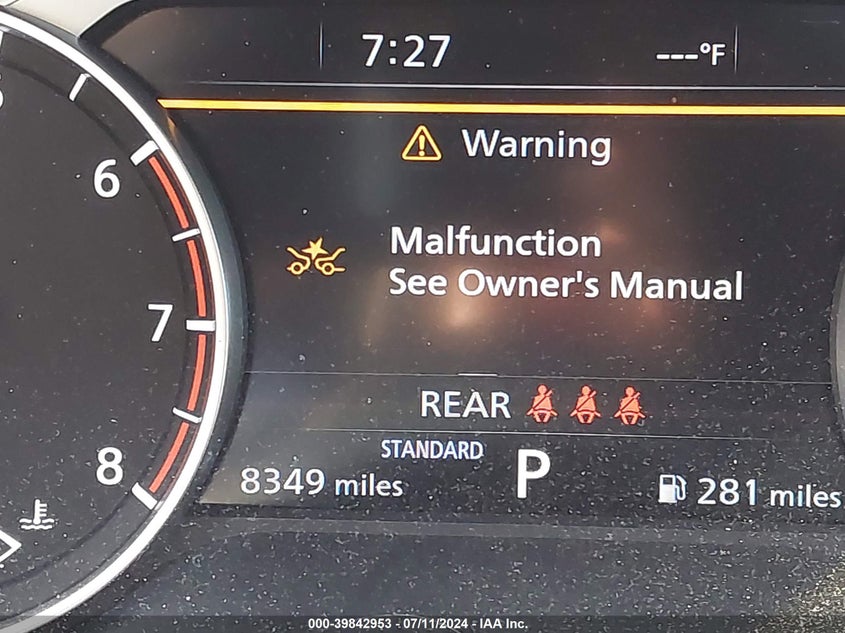 7:27
---°F
Warning
Malfunction
See Owner's Manual
6
7
8
REAR
STANDARD
8349 miles
P
281 miles
000-39842953 - 07/11/2024 - IAA Inc.